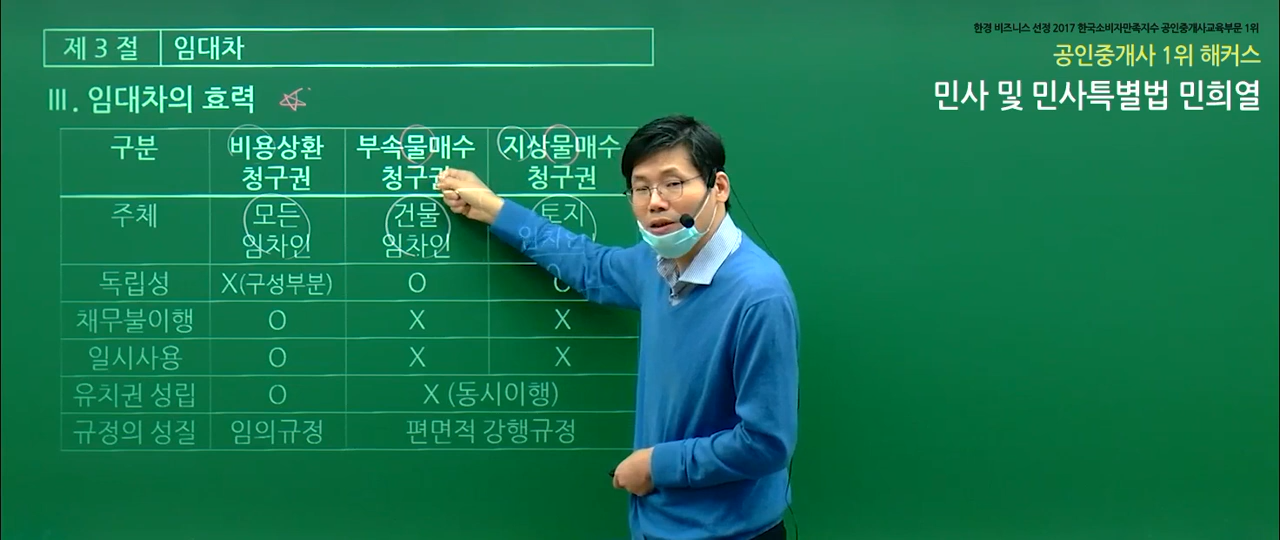 한경 비즈니스 선정 2017 한국소비자만족지수 공인중개사교육부문 1위
공인중개사 1위 해커스
민사 및 민사특별법 민희열
제 3 절 임대차
Ⅲ. 임대차의 효력
구분 비용상환 청구권 부속물매수 청구권 지상물매수 청구권
주체 모든 임차인 건물 임차인 토지 임차인
독립성 X(구성부분) O O
채무불이행 O X X
일시사용 O X X
유치권 성립 O X (동시이행)
규정의 성질 임의규정 편면적 강행규정